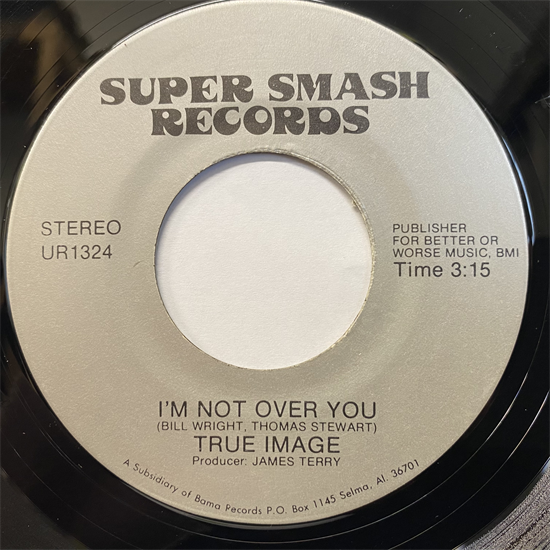 SUPER SMASH
RECORDS
STEREO
UR1324
PUBLISHER
FOR BETTER OR
WORSE MUSIC, BMI
Time 3:15
I'M NOT OVER YOU
(BILL WRIGHT, THOMAS STEWART)
TRUE IMAGE
Producer: JAMES TERRY
A Subsidiary of Bama Records P.O. Box 1145 Selma, Al. 36701